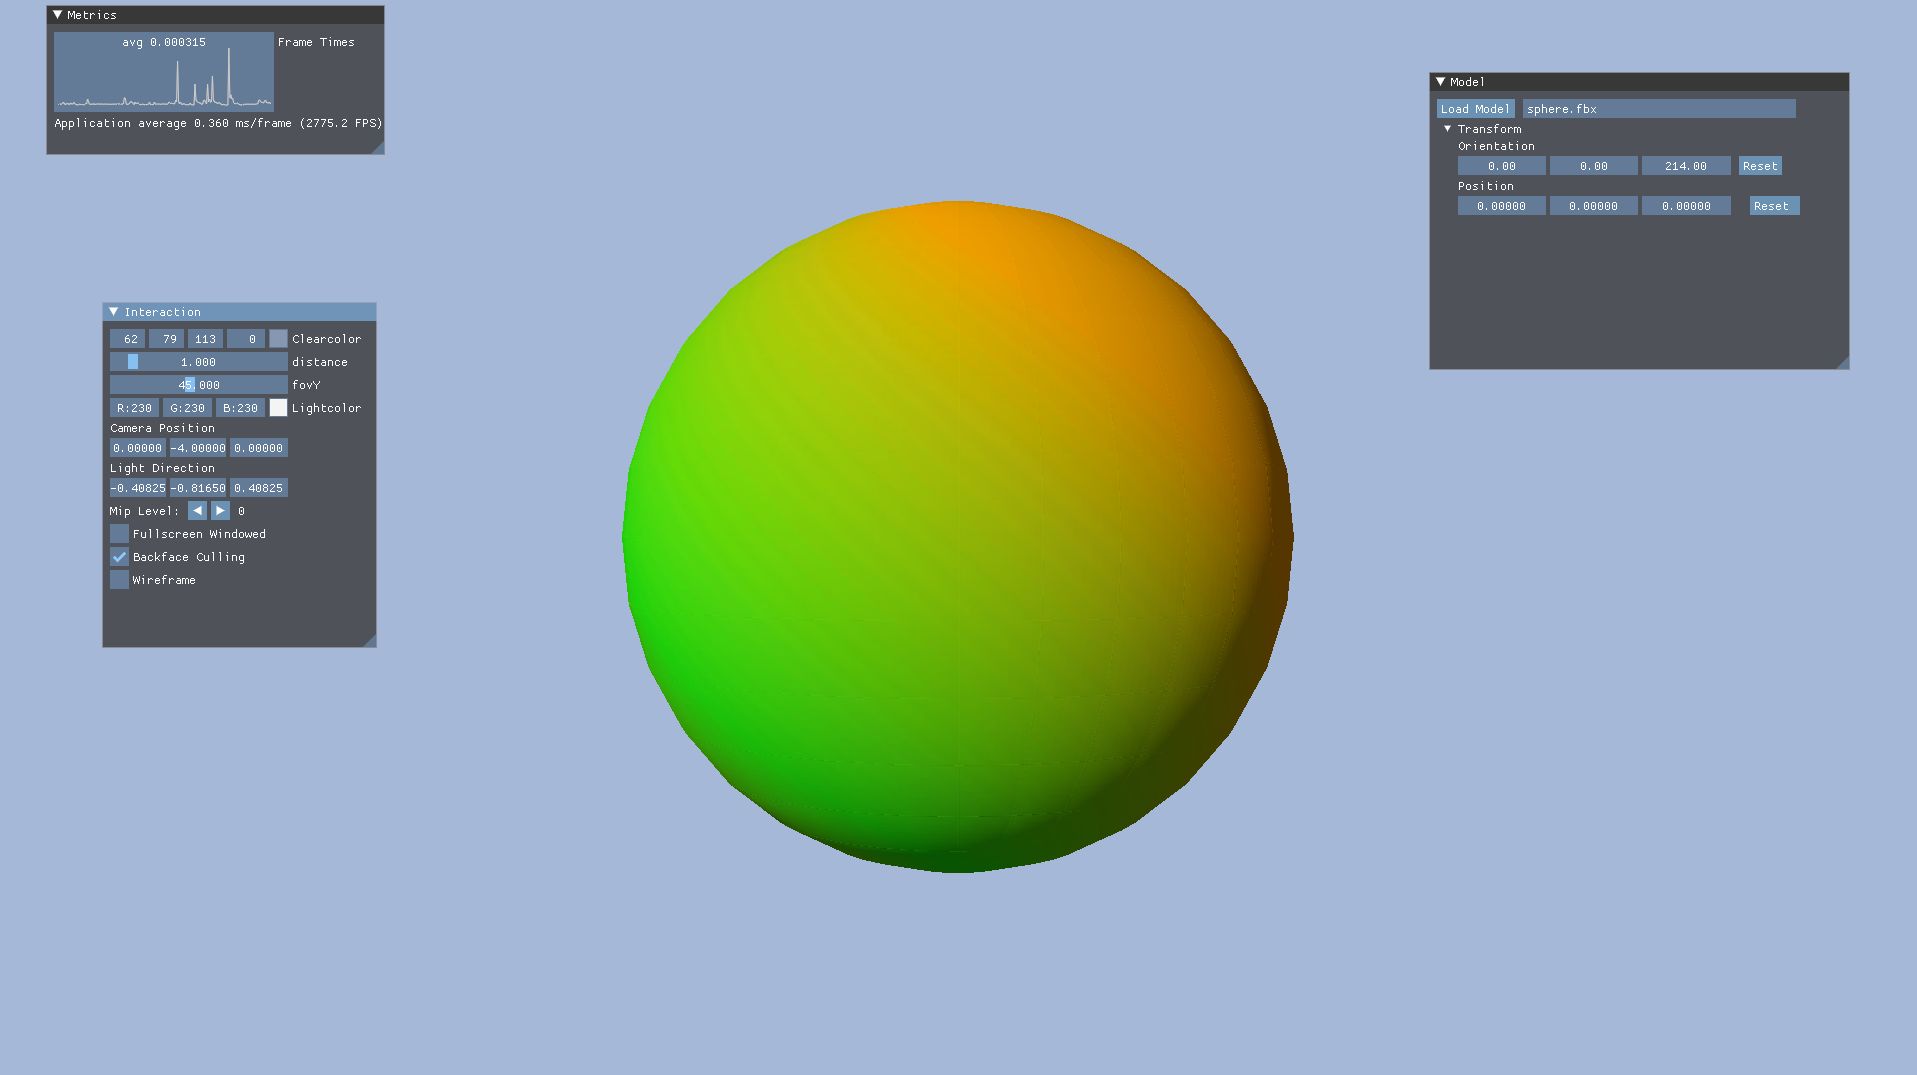 Metrics
avg 0.000315
Frame Times
Application average 0.360 ms/frame (2775.2 FPS)
Model
Load Model sphere.fbx
Transform
Orientation
0.00 0.00 214.00 Reset
Position
0.00000 0.00000 0.00000 Reset
Interaction
62 79 113 0 Clearcolor
1.000 distance
45.000 fovY
R:230 G:230 B:230 Lightcolor
Camera Position
0.00000 -4.00000 0.00000
Light Direction
-0.40825 -0.81650 0.40825
Mip Level: 0
Fullscreen Windowed
Backface Culling
Wireframe